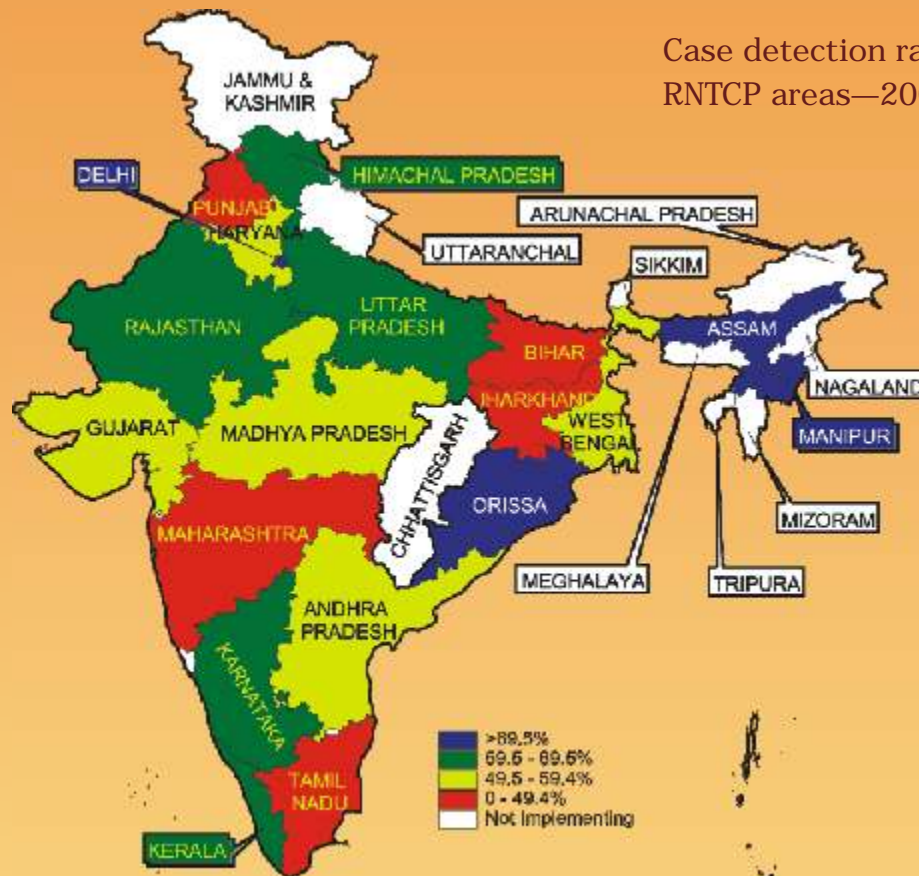 Case detection ra
RNTCP areas—20
JAMMU &
KASHMIR
DELHI
HIMACHAL PRADESH
PUNJAB
HARYANA
ARUNACHAL PRADESH
UTTARANCHAL
SIKKIM
RAJASTHAN
UTTAR
PRADESH
ASSAM
BIHAR
NAGALAND
JHARKHAND
GUJARAT
MADHYA PRADESH
WEST
BENGAL
MANIPUR
CHHATTISGARH
ORISSA
MAHARASHTRA
MIZORAM
MEGHALAYA
TRIPURA
ANDHRA
PRADESH
KARNATAKA
>69.5%
59.5 - 69.5%
49.5 - 59.4%
0 - 49.4%
Not Implementing
TAMIL
NADU
KERALA